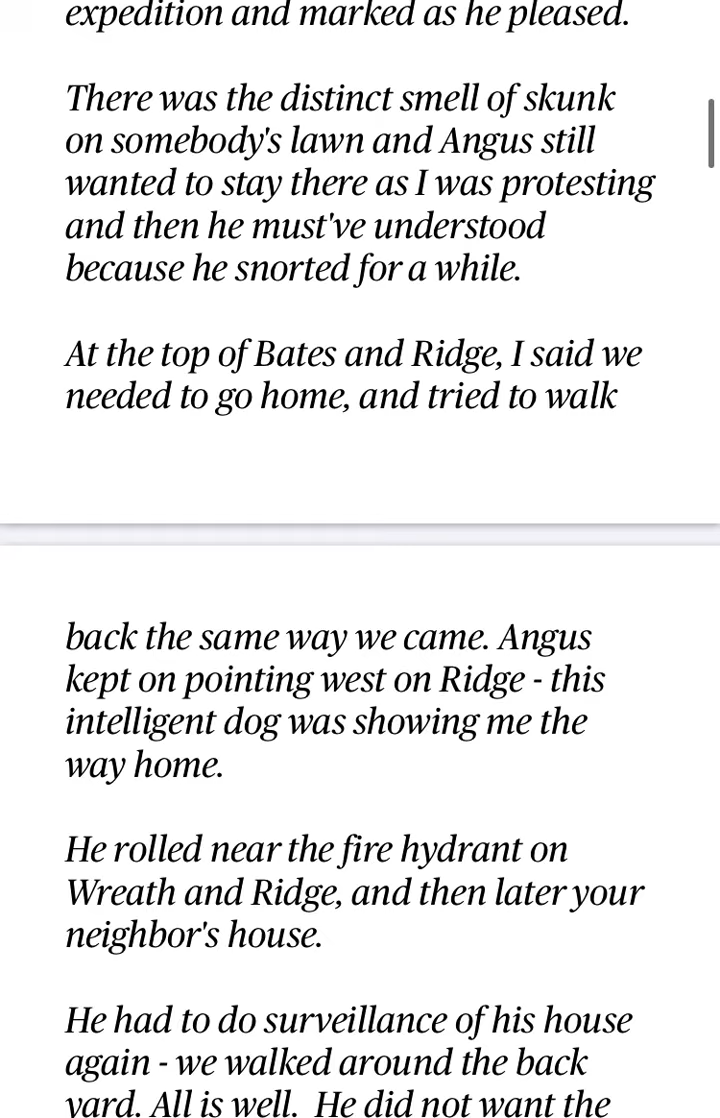 expedition and marked as he pleased.
There was the distinct smell of skunk
on somebody's lawn and Angus still
wanted to stay there as I was protesting
and then he must've understood
because he snorted for a while.
At the top of Bates and Ridge, I said we
needed to go home, and tried to walk
back the same way we came. Angus
kept on pointing west on Ridge - this
intelligent dog was showing me the
way home.
He rolled near the fire hydrant on
Wreath and Ridge, and then later your
neighbor's house.
He had to do surveillance of his house
again - we walked around the back
yard. All is well.  He did not want the